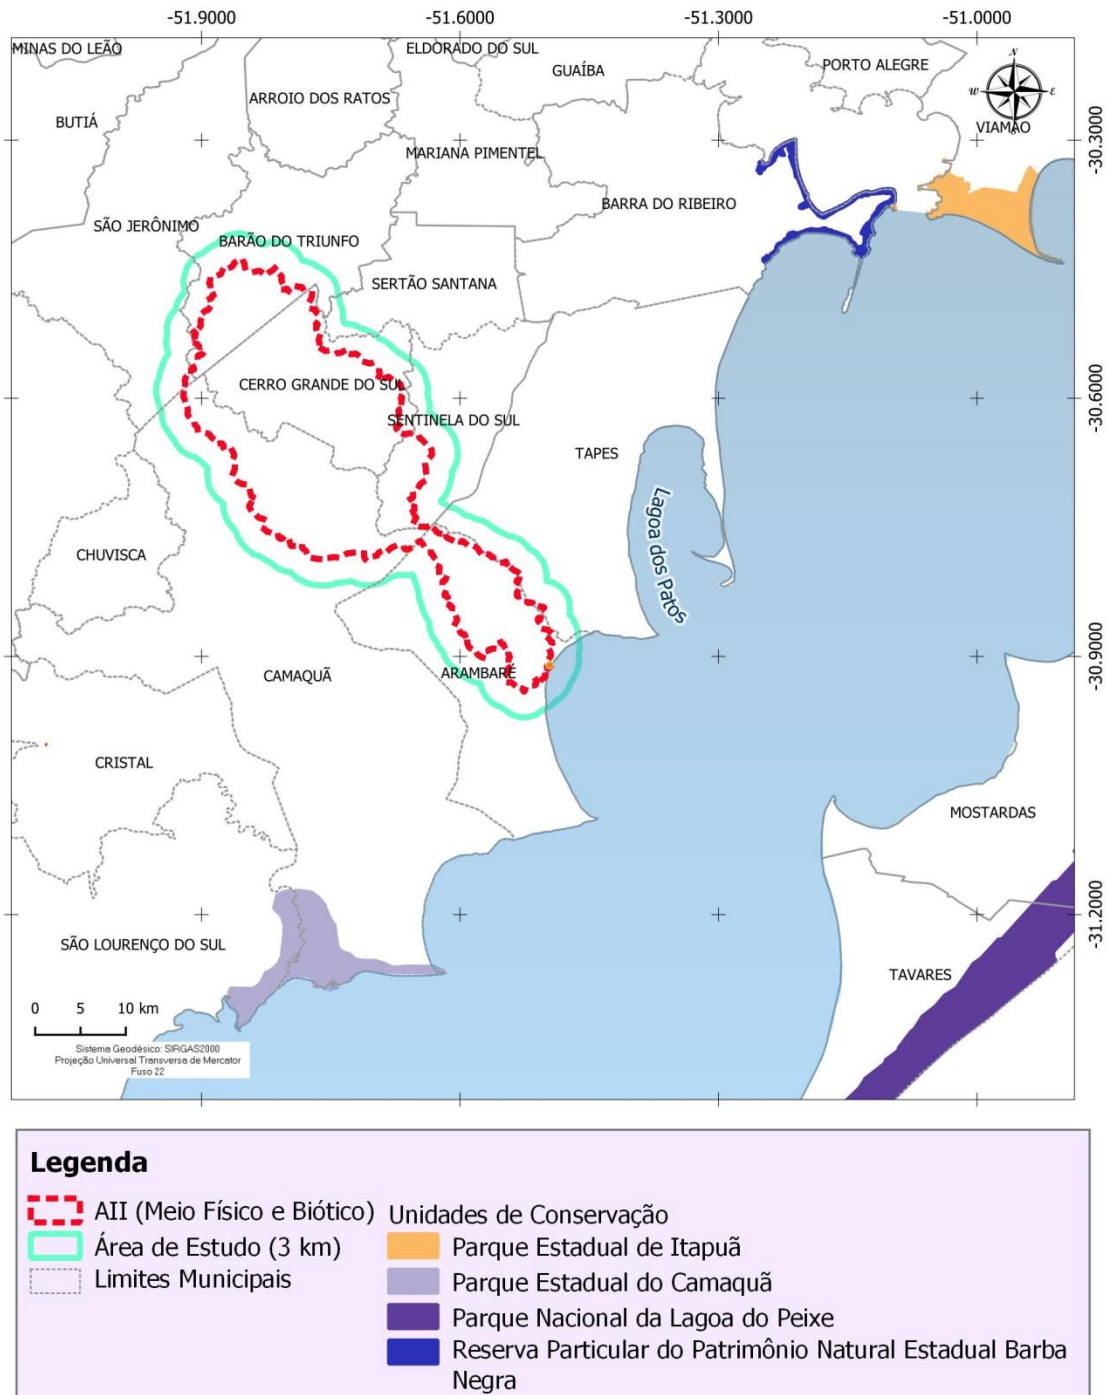 -51.9000
-51.6000
-51.3000
-51.0000
MINAS DO LEÃO
ELDORADO DO SUL
GUAÍBA
PORTO ALEGRE
ARROIO DOS RATOS
N
W
E
S
BUTIÁ
VIAMÃO
-30.3000
MARIANA PIMENTEL
BARRA DO RIBEIRO
SÃO JERÔNIMO
BARÃO DO TRIUNFO
SERTÃO SANTANA
CERRO GRANDE DO SUL
-30.6000
SENTINELA DO SUL
TAPES
Lagoa dos Patos
CHUVISCA
CAMAQUÃ
ARAMBARÉ
-30.9000
CRISTAL
MOSTARDAS
-31.2000
SÃO LOURENÇO DO SUL
TAVARES
0 5 10 km
Sistema Geodésico: SIRGAS2000
Projeção Universal Transversa de Mercator
Fuso 22
Legenda
AII (Meio Físico e Biótico)
Área de Estudo (3 km)
Limites Municipais
Unidades de Conservação
Parque Estadual de Itapuã
Parque Estadual do Camaquã
Parque Nacional da Lagoa do Peixe
Reserva Particular do Patrimônio Natural Estadual Barba
Negra